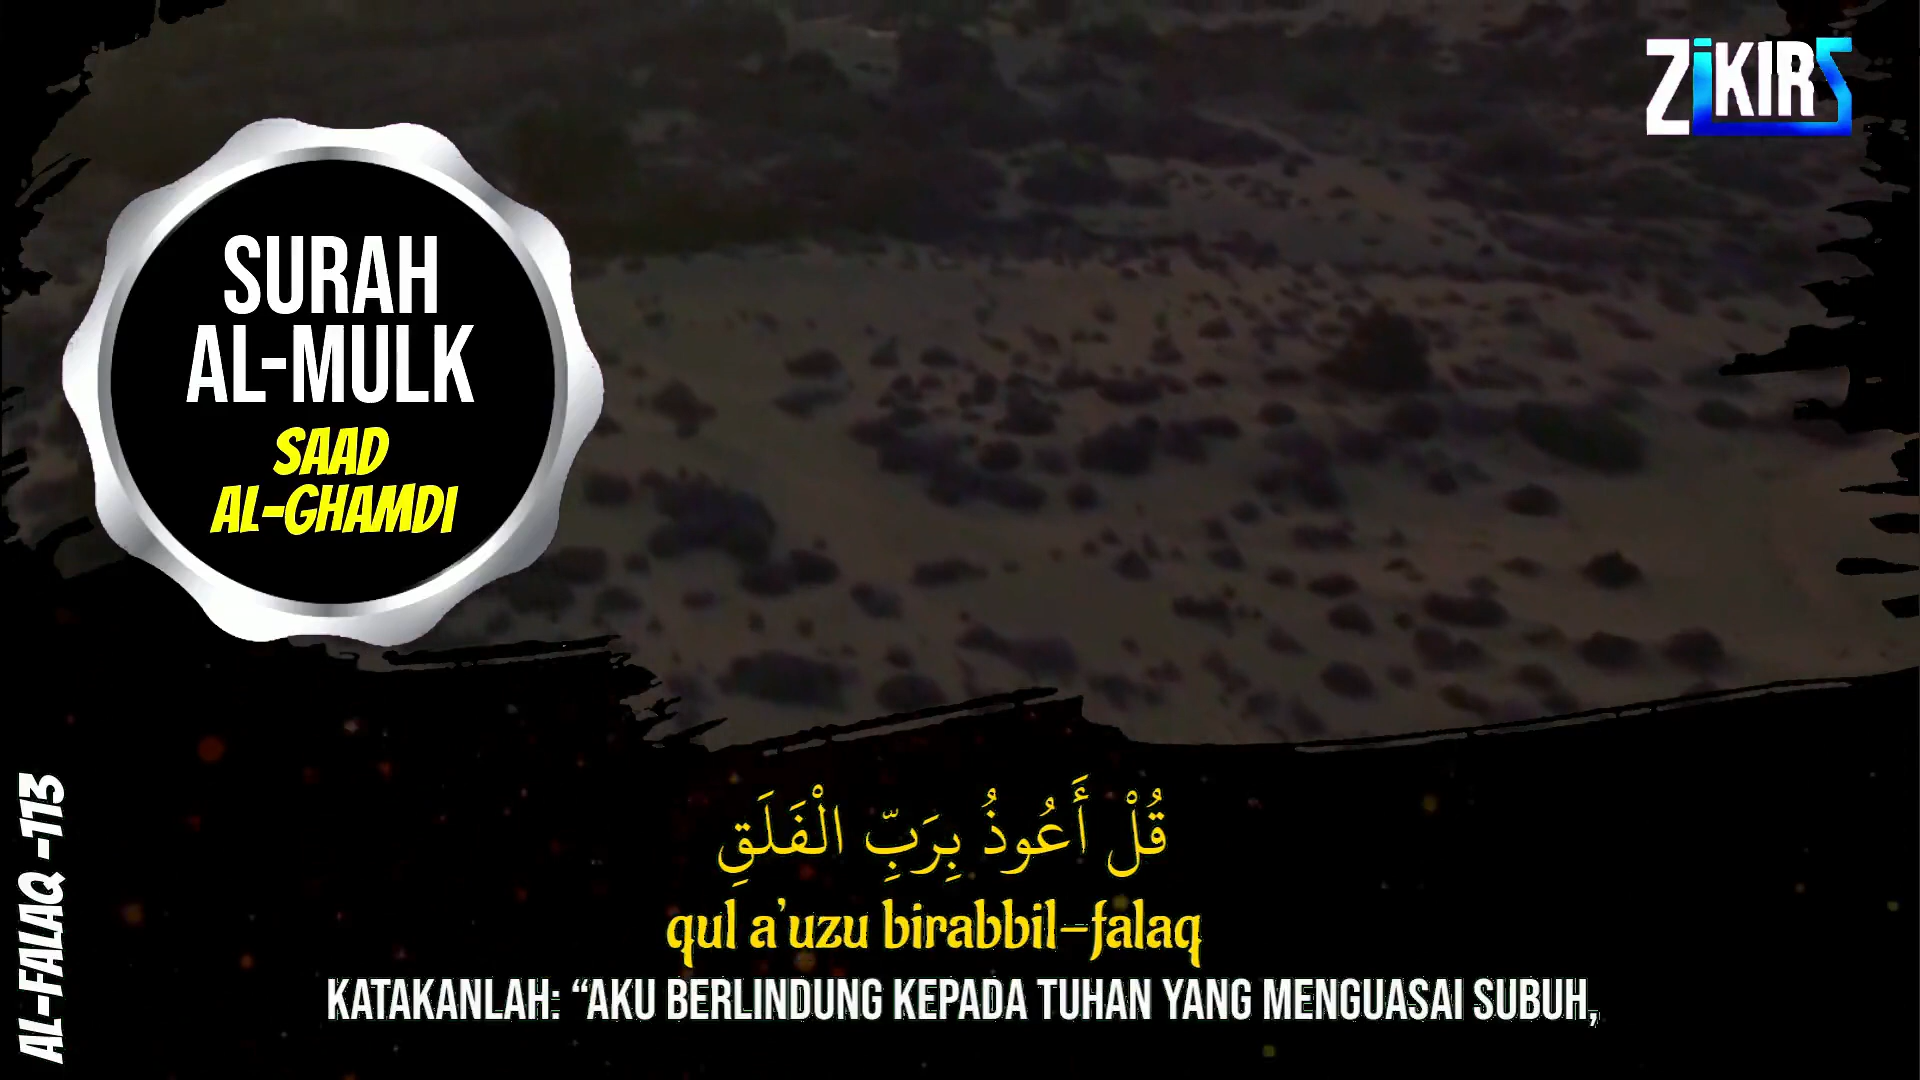 ZiKIRS
SURAH
AL-MULK
SAAD
AL-GHAMDI
AL-FALAQ -113
قُلْ أَعُوذُ بِرَبِّ الْفَلَقِ
qul a'uzu birabbil-falaq
KATAKANLAH: “AKU BERLINDUNG KEPADA TUHAN YANG MENGUASAI SUBUH,